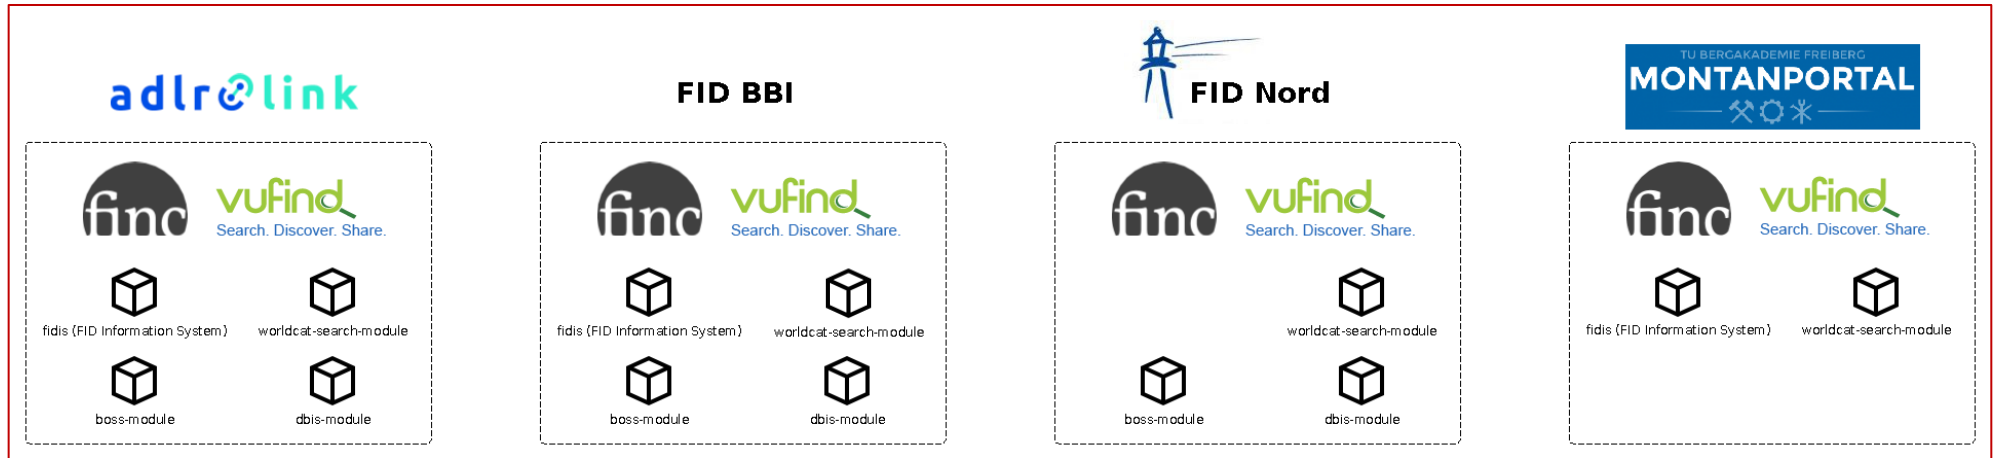 adlr link
FID BBI
FID Nord
TU BERGAKADEMIE FREIBERG
MONTANPORTAL
finc
vufind
Search. Discover. Share.
fidis (FID Information System)
worldcat-search-module
boss-module
dbis-module
finc
vufind
Search. Discover. Share.
fidis (FID Information System)
worldcat-search-module
boss-module
dbis-module
finc
vufind
Search. Discover. Share.
worldcat-search-module
boss-module
dbis-module
finc
vufind
Search. Discover. Share.
fidis (FID Information System)
worldcat-search-module